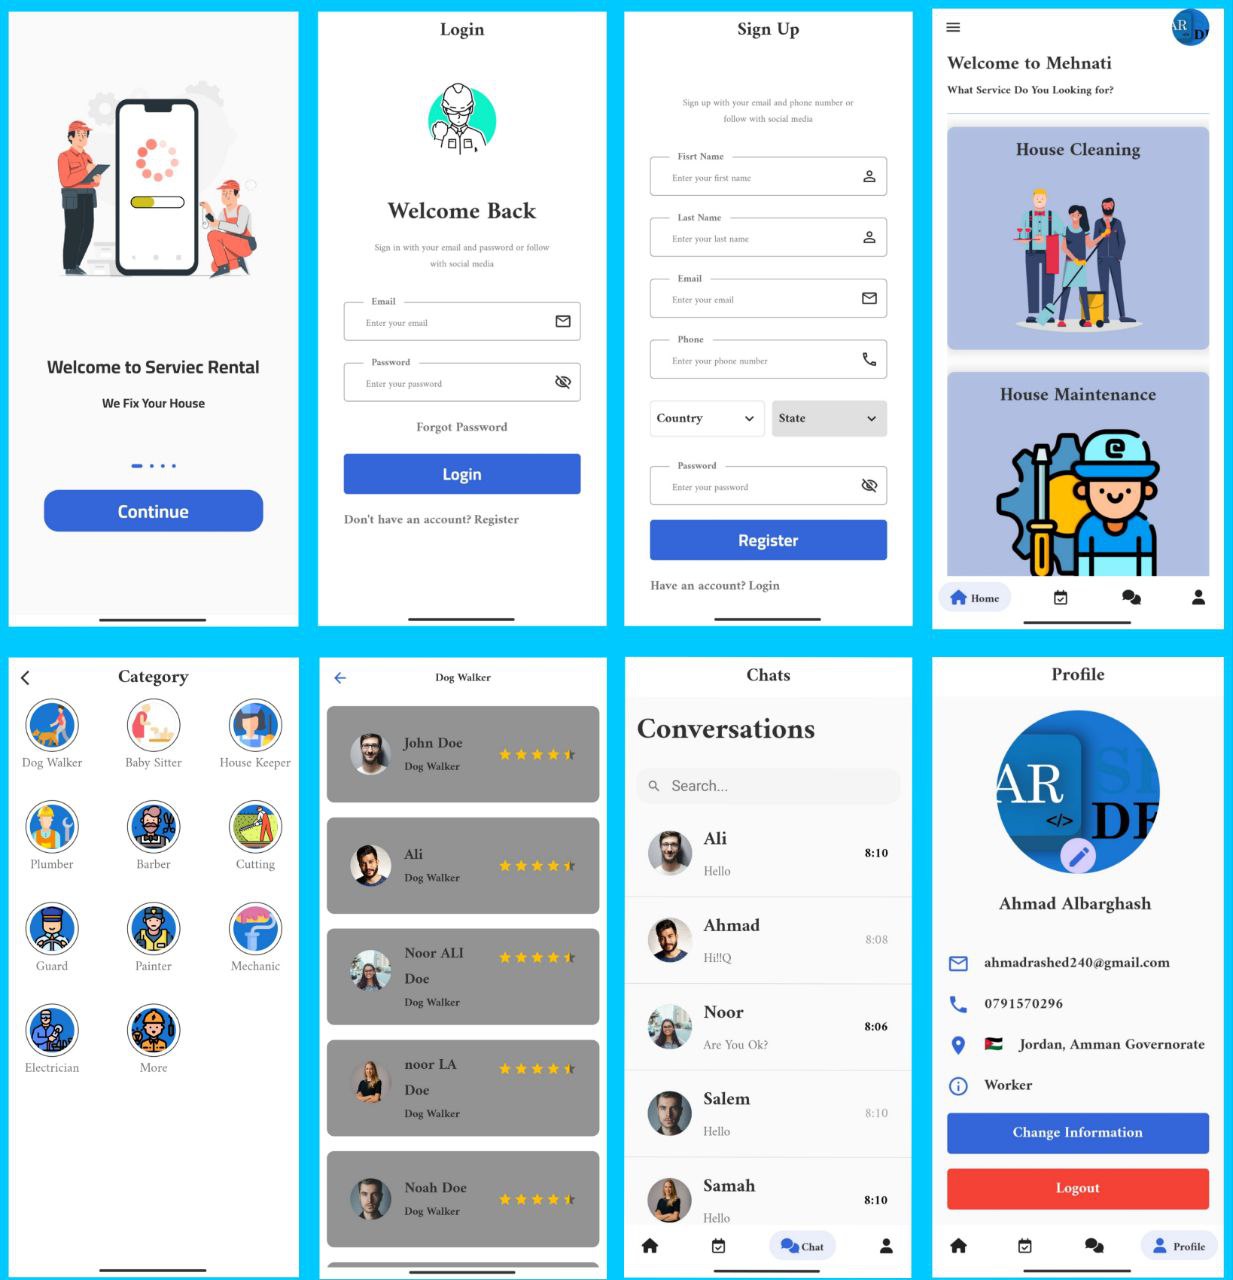 Welcome to Serviec Rental
We Fix Your House
Continue
Login
Welcome Back
Sign in with your email and password or follow
with social media
Email
Enter your email
Password
Enter your password
Forgot Password
Login
Don't have an account? Register
Sign Up
Sign up with your email and phone number or
follow with social media
Fisrt Name
Enter your first name
Last Name
Enter your last name
Email
Enter your email
Phone
Enter your phone number
Country
State
Password
Enter your password
Register
Have an account? Login
AR
Welcome to Mehnati
What Service Do You Looking for?
House Cleaning
House Maintenance
Home
Category
Dog Walker
Baby Sitter
House Keeper
Plumber
Barber
Cutting
Guard
Painter
Mechanic
Electrician
More
Dog Walker
John Doe
Dog Walker
Ali
Dog Walker
Noor ALI
Doe
Dog Walker
noor LA
Doe
Dog Walker
Noah Doe
Dog Walker
Chats
Conversations
Search...
Ali
8:10
Hello
Ahmad
8:08
Hi!!Q
Noor
8:06
Are You Ok?
Salem
8:10
Hello
Samah
8:10
Hello
Chat
Profile
AR
</>
Ahmad Albarghash
ahmadrashed240@gmail.com
0791570296
Jordan, Amman Governorate
Worker
Change Information
Logout
Profile